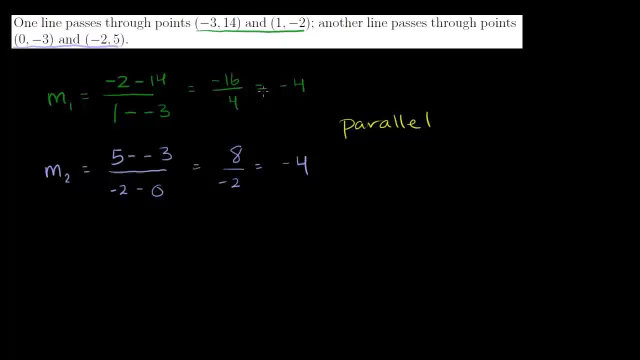 One line passes through points (−3, 14) and (1, −2); another line passes through points
(0, −3) and (−2, 5).
m₁ = (-2 - 14)/(1 - -3) = -16/4 = -4
parallel
m₂ = (5 - -3)/(-2 - 0) = 8/-2 = -4